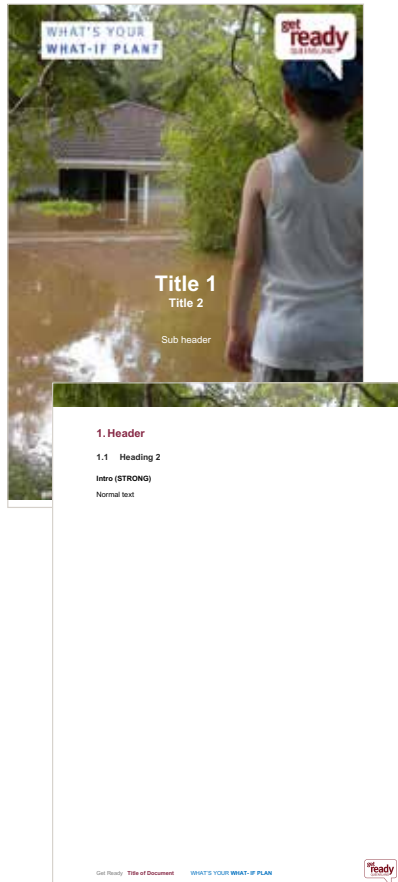 WHAT'S YOUR
WHAT-IF PLAN?
get
ready
QUEENSLAND
Title 1
Title 2
Sub header
1. Header
1.1 Heading 2
Intro (STRONG)
Normal text
Get Ready Title of Document WHAT'S YOUR WHAT- IF PLAN
get
ready
QUEENSLAND